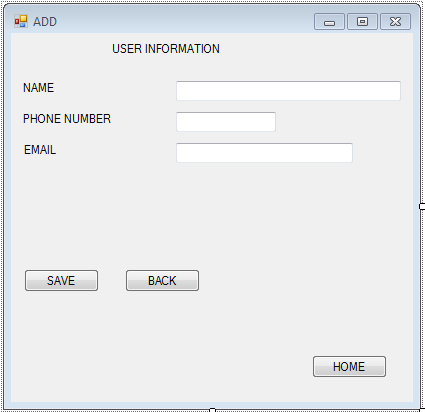 ADD
USER INFORMATION
NAME
PHONE NUMBER
EMAIL
SAVE BACK
HOME